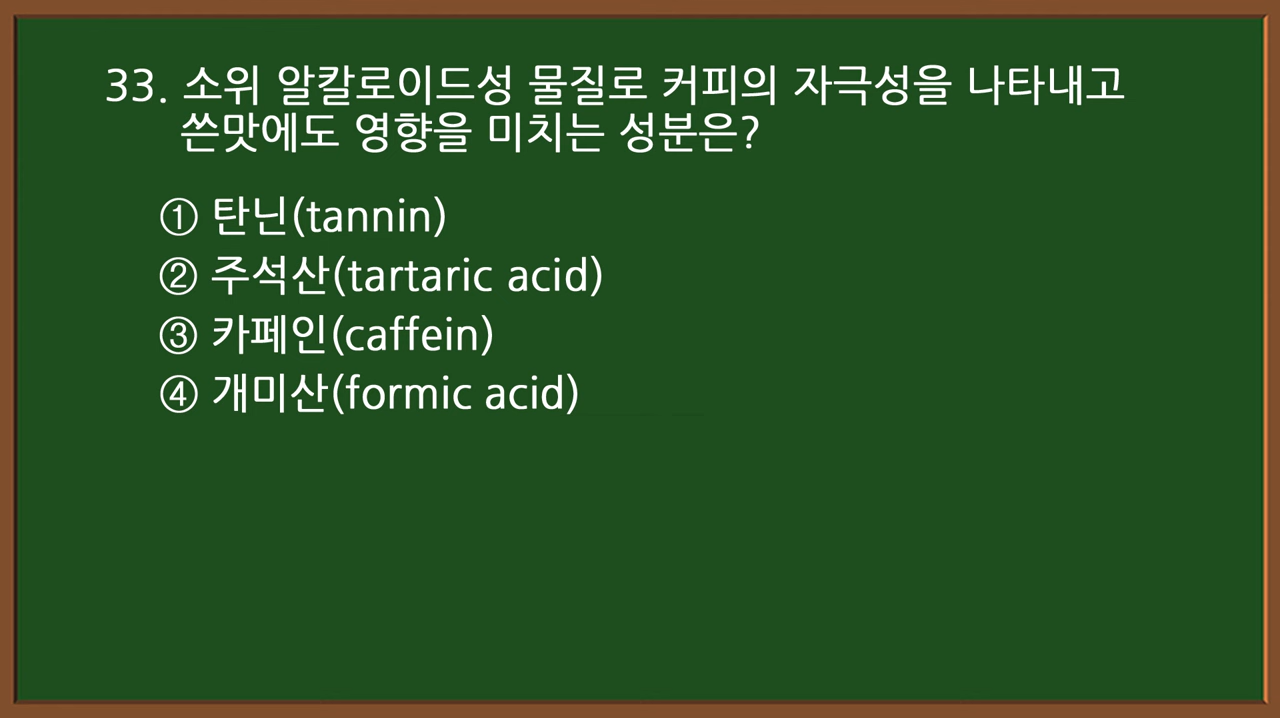 33. 소위 알칼로이드성 물질로 커피의 자극성을 나타내고
쓴맛에도 영향을 미치는 성분은?
① 탄닌(tannin)
② 주석산(tartaric acid)
③ 카페인(caffein)
④ 개미산(formic acid)